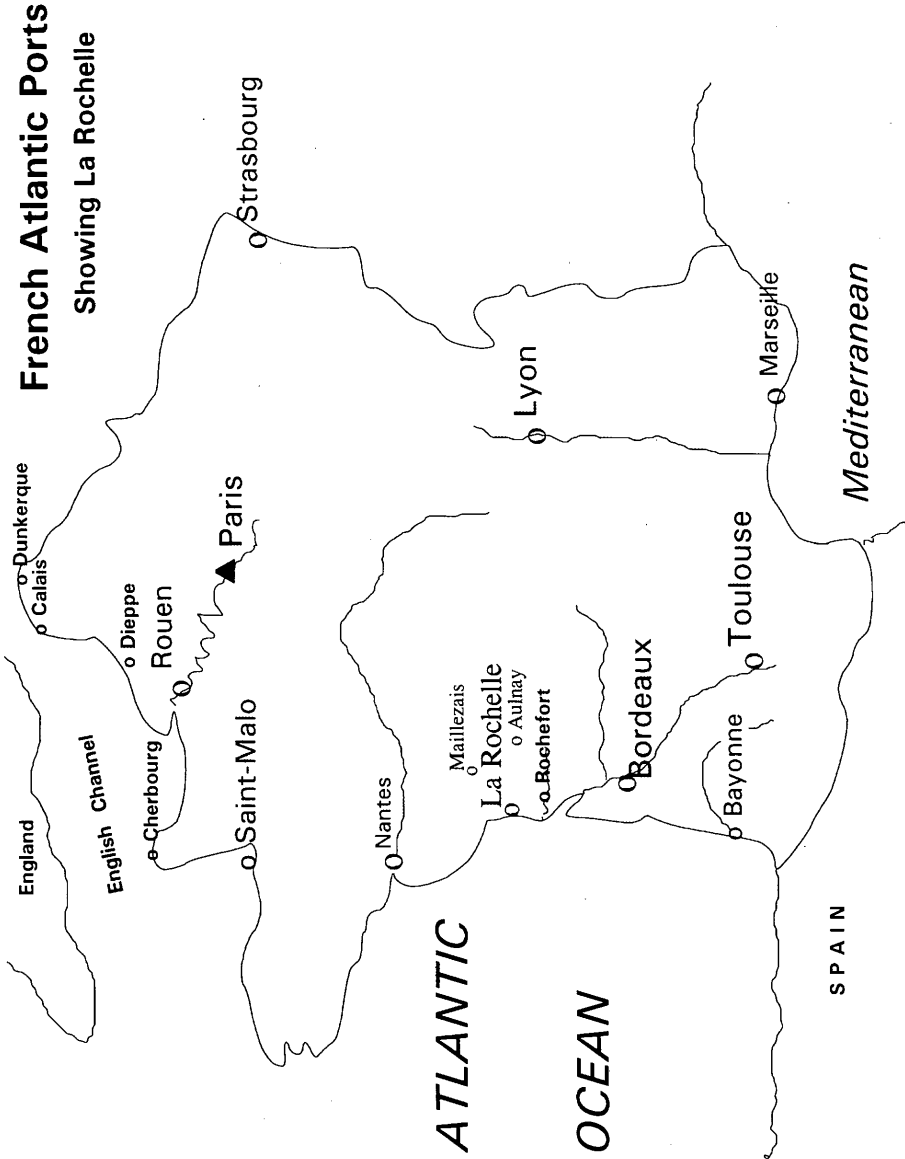 French Atlantic Ports
Showing La Rochelle
England
Dunkerque
Calais
English Channel
Dieppe
Cherbourg
Rouen
Paris
Saint-Malo
Strasbourg
Nantes
ATLANTIC
Maillezais
La Rochelle
Aulnay
Lyon
Rochefort
OCEAN
Bordeaux
Bayonne
Toulouse
Marseille
SPAIN
Mediterranean